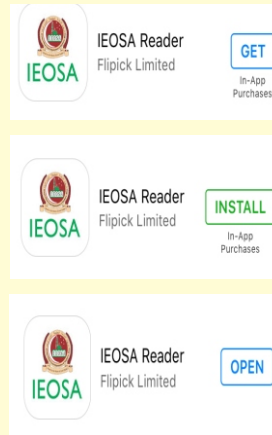 IEOSA Reader
Flipick Limited
GET
In-App
Purchases
IEOSA
IEOSA Reader
Flipick Limited
INSTALL
In-App
Purchases
IEOSA
IEOSA Reader
Flipick Limited
OPEN
IEOSA